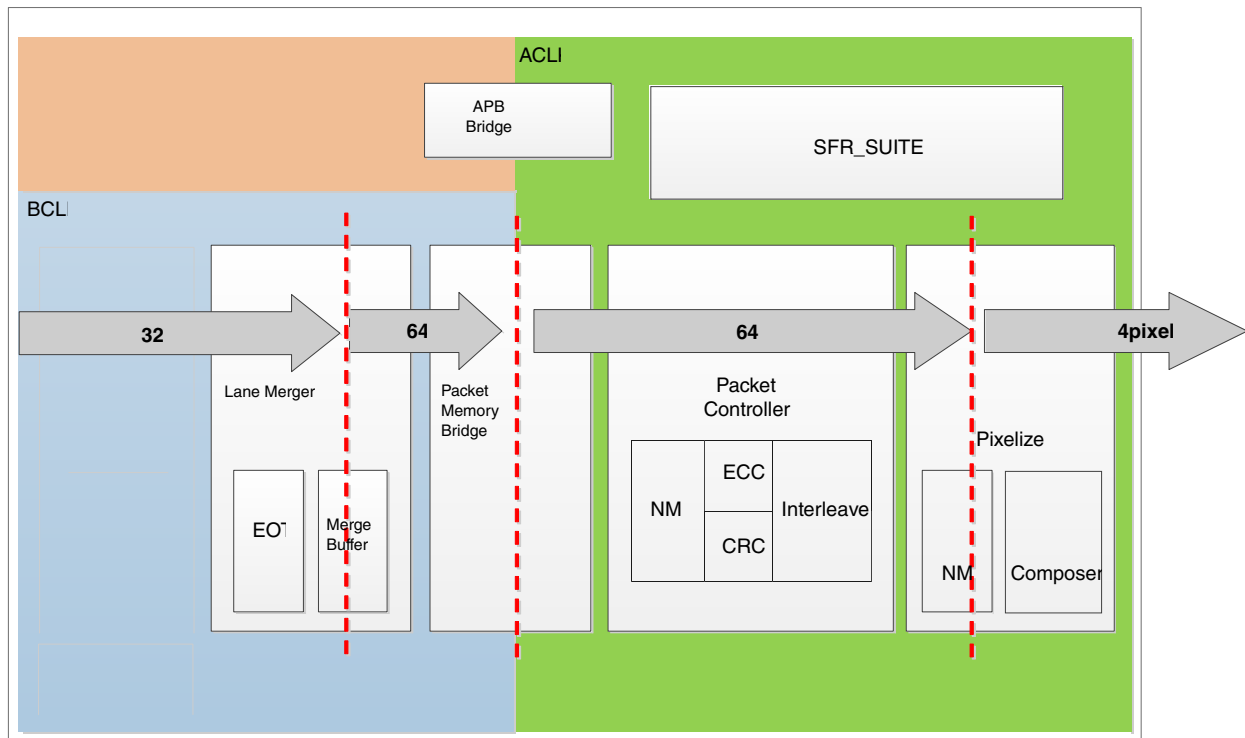 ACLI
APB
Bridge
SFR_SUITE
BCL
32
64
64
4pixel
Lane Merger
Packet
Memory
Bridge
Packet
Controller
Pixelize
EOT
Merge
Buffer
NM
ECC
CRC
Interleave
NM
Composer